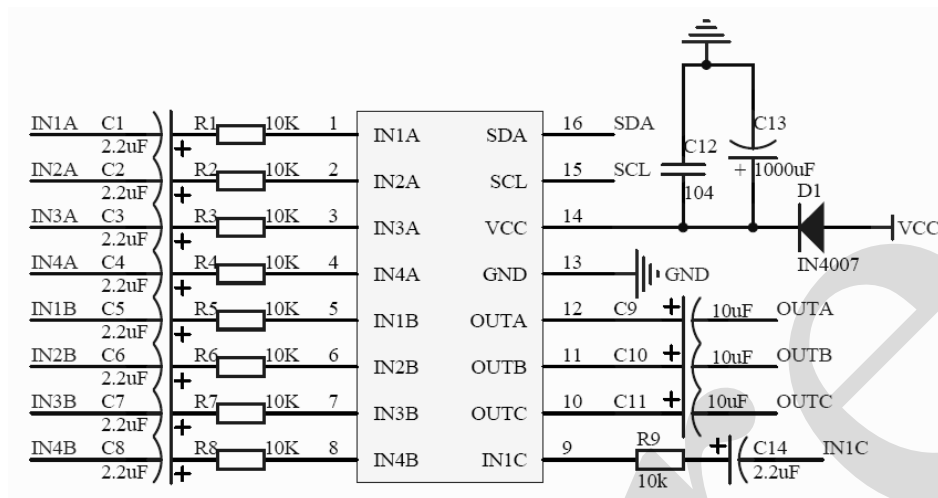 IN1A C1 2.2uF R1 10K 1 IN1A SDA 16 SDA
IN2A C2 2.2uF R2 10K 2 IN2A SCL 15 SCL
IN3A C3 2.2uF R3 10K 3 IN3A VCC 14
IN4A C4 2.2uF R4 10K 4 IN4A GND 13 GND
IN1B C5 2.2uF R5 10K 5 IN1B OUTA 12 C9 10uF OUTA
IN2B C6 2.2uF R6 10K 6 IN2B OUTB 11 C10 10uF OUTB
IN3B C7 2.2uF R7 10K 7 IN3B OUTC 10 C11 10uF OUTC
IN4B C8 2.2uF R8 10K 8 IN4B IN1C 9 R9 10k C14 2.2uF IN1C
C12
104
C13
1000uF
D1
IN4007
VCC